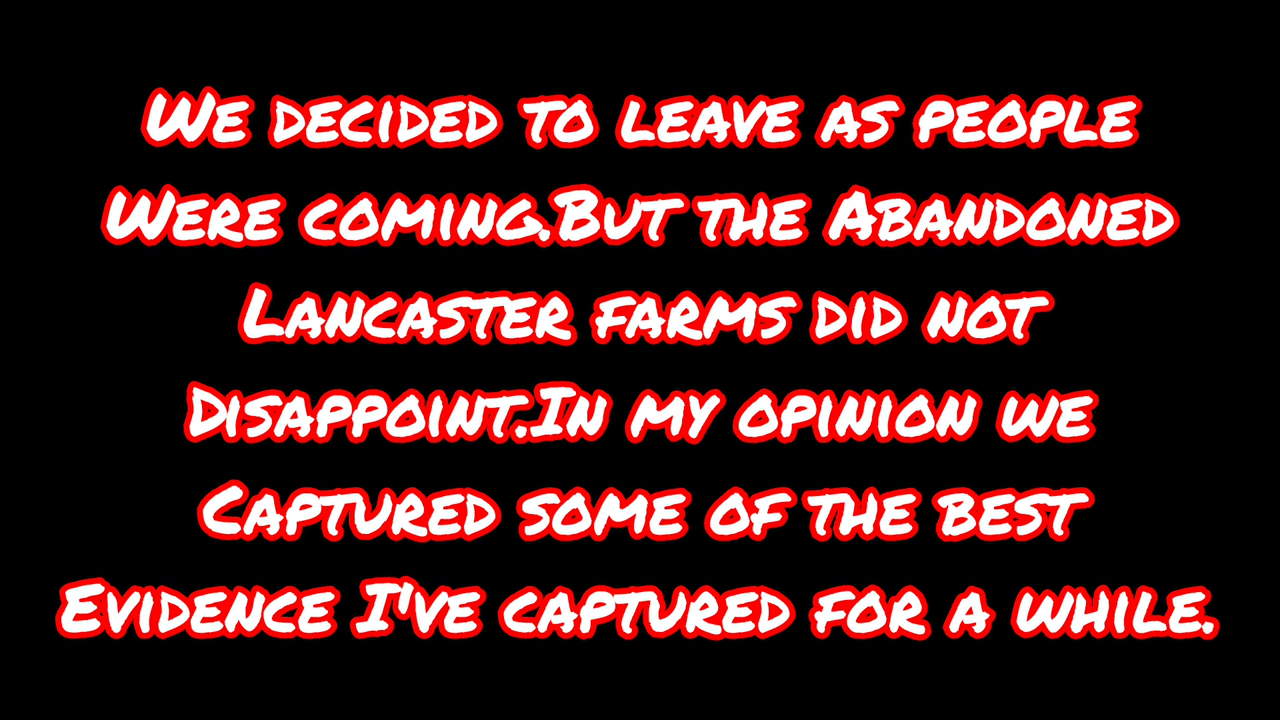 We decided to leave as people
Were coming.But the Abandoned
Lancaster farms did not
Disappoint.In my opinion we
Captured some of the best
Evidence I've captured for a while.